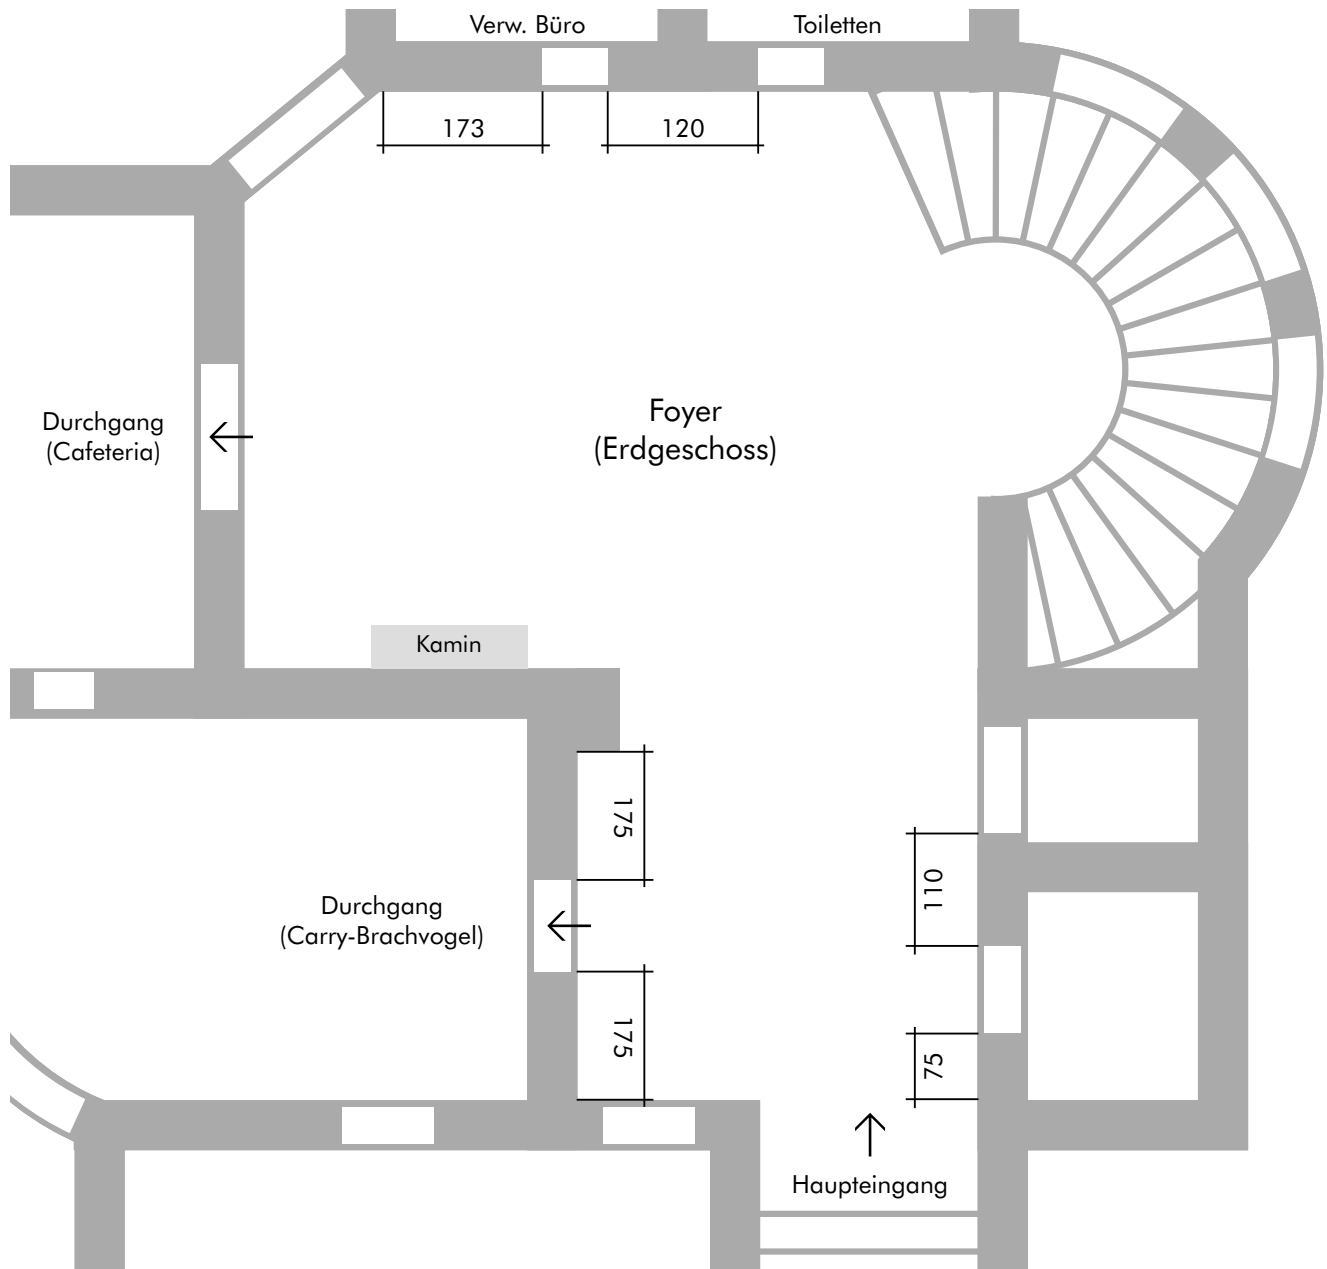 Verw. Büro
Toiletten
173
120
Durchgang
(Cafeteria)
Foyer
(Erdgeschoss)
Kamin
175
110
Durchgang
(Carry-Brachvogel)
175
75
Haupteingang